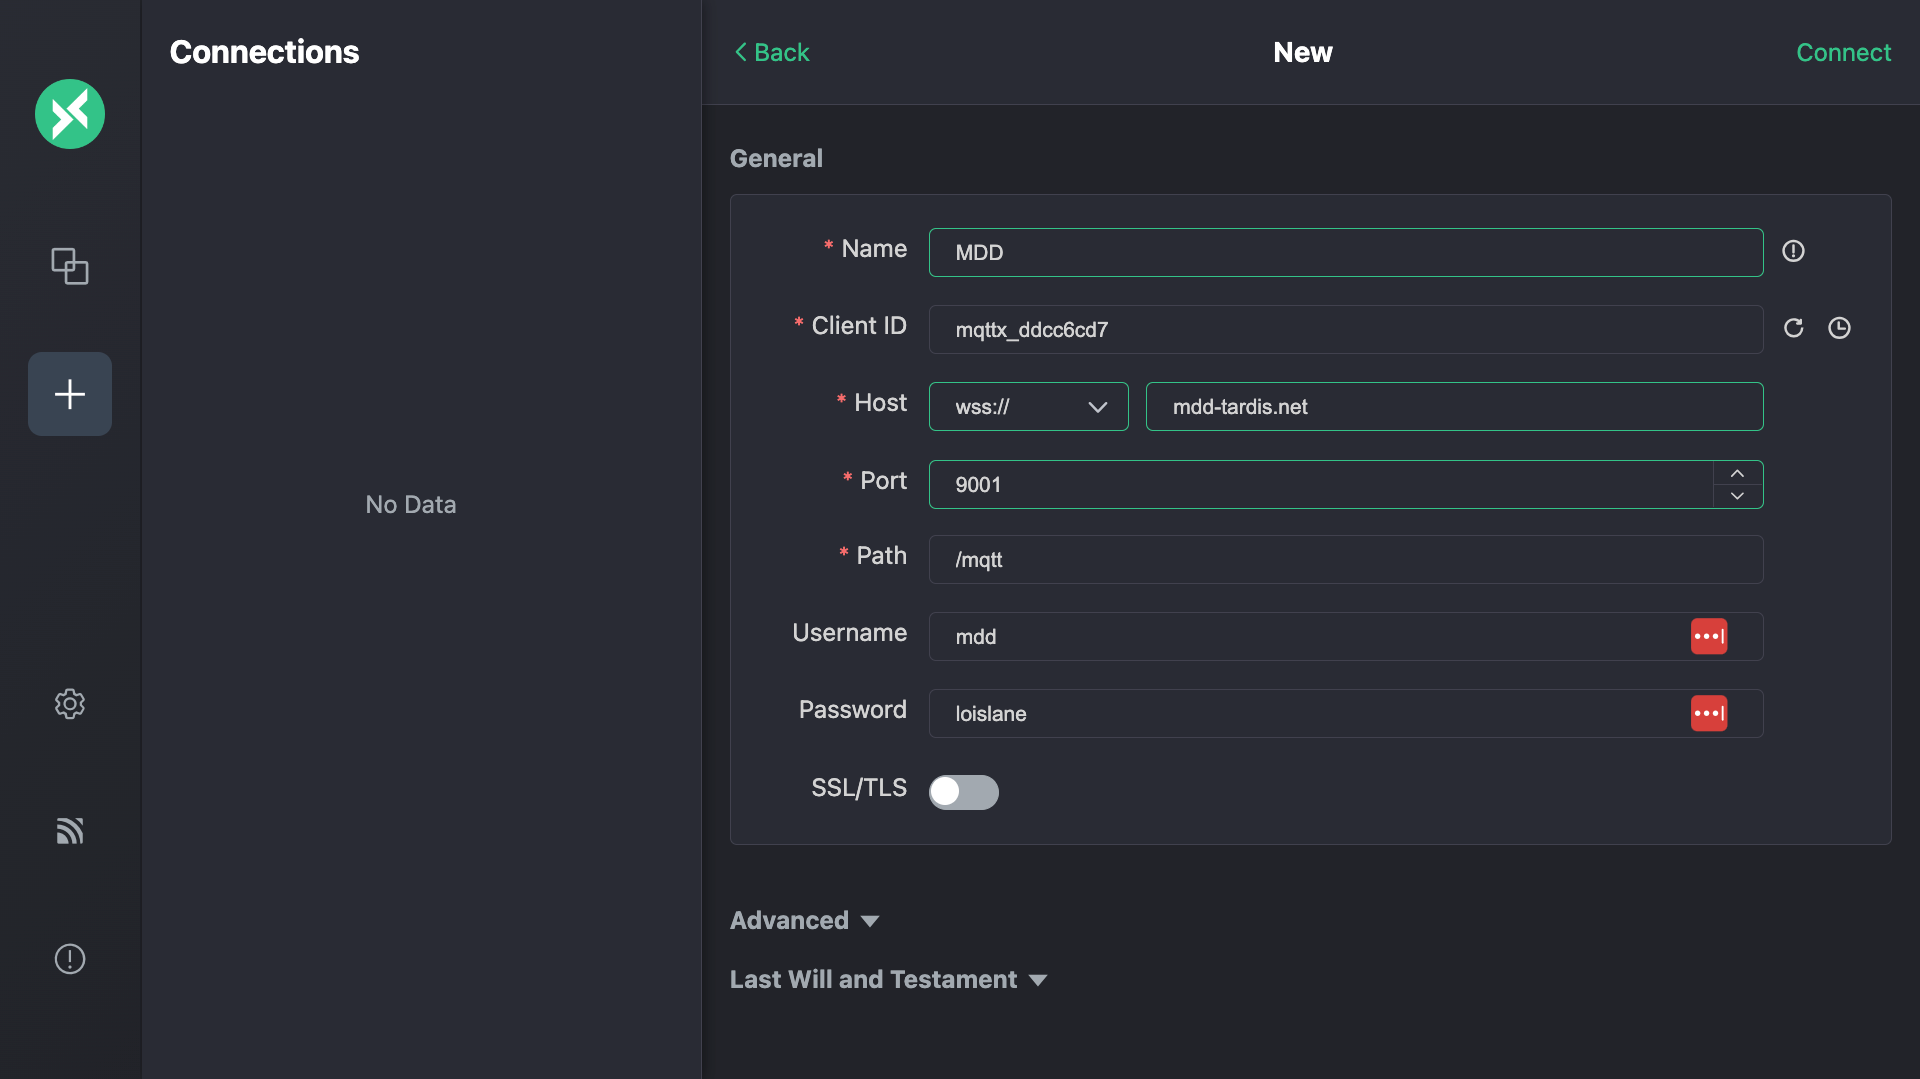 Connections
Back
New
Connect
General
* Name
MDD
* Client ID
mqttx_ddcc6cd7
* Host
wss://
mdd-tardis.net
* Port
9001
* Path
/mqtt
No Data
Username
mdd
Password
loislane
SSL/TLS
Advanced
Last Will and Testament